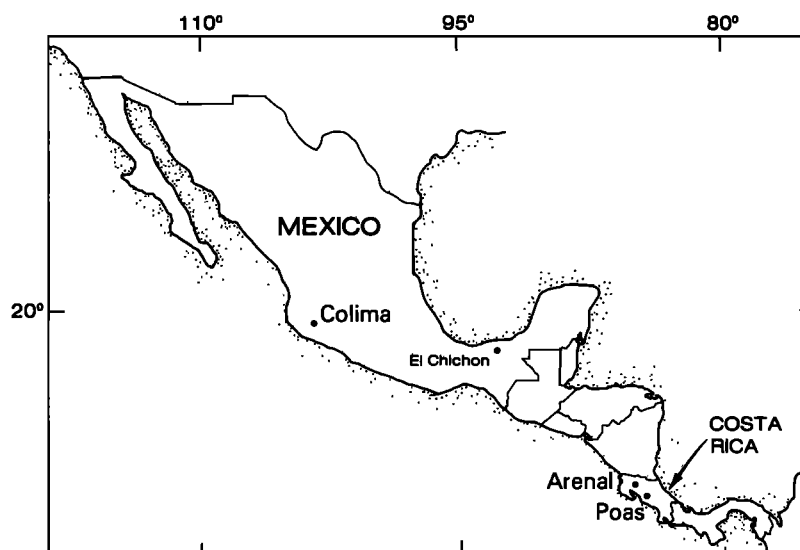 110º 95º 80º
MEXICO
20º
Colima
El Chichon
COSTA
RICA
Arenal
Poas